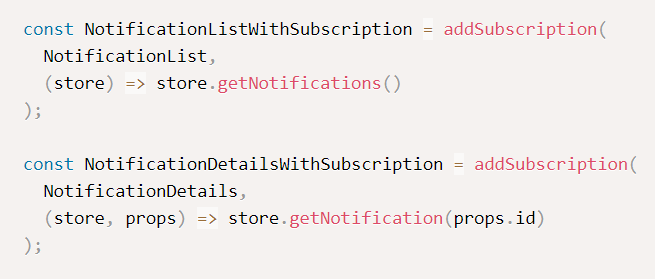 const NotificationListWithSubscription = addSubscription(
  NotificationList,
  (store) => store.getNotifications()
);

const NotificationDetailsWithSubscription = addSubscription(
  NotificationDetails,
  (store, props) => store.getNotification(props.id)
);